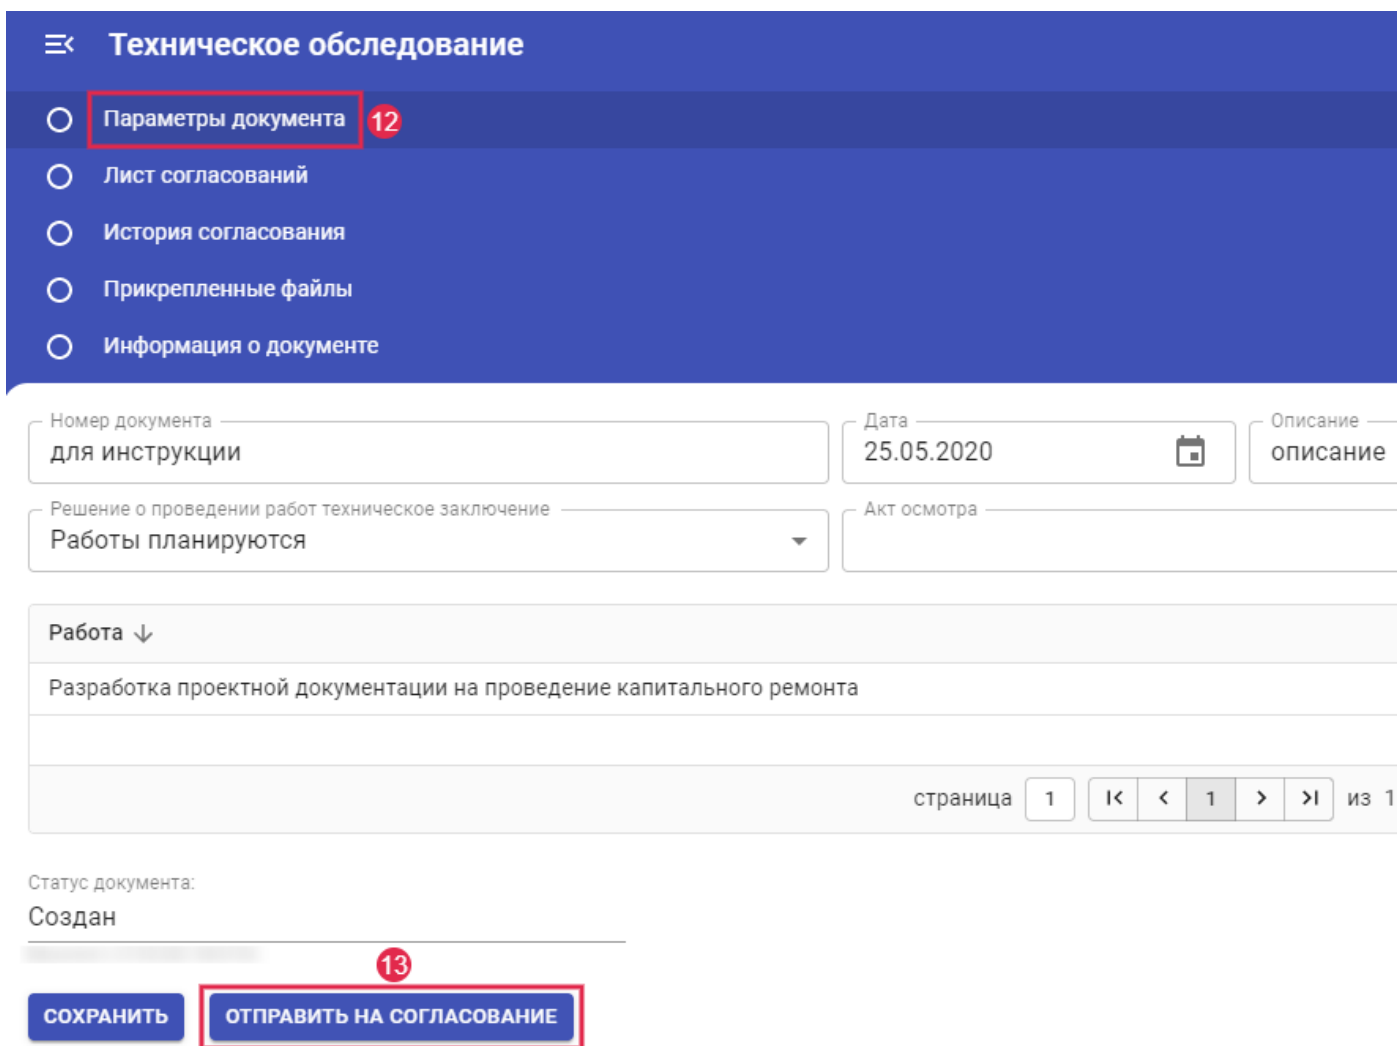 Техническое обследование
Параметры документа 12
Лист согласований
История согласования
Прикрепленные файлы
Информация о документе
Номер документа Дата Описание
для инструкции 25.05.2020 описание
Решение о проведении работ техническое заключение Акт осмотра
Работы планируются
Работа
Разработка проектной документации на проведение капитального ремонта
страница 1 1 из 1
Статус документа:
Создан
13
СОХРАНИТЬ ОТПРАВИТЬ НА СОГЛАСОВАНИЕ